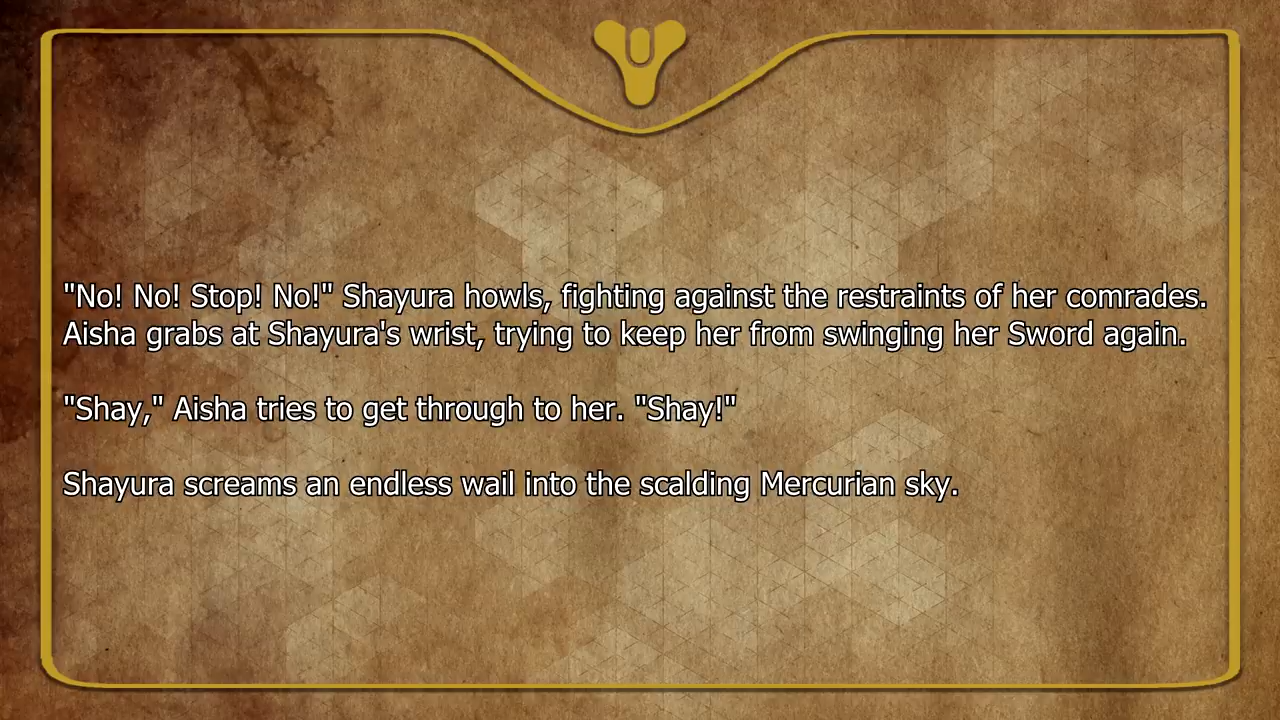 "No! No! Stop! No!" Shayura howls, fighting against the restraints of her comrades.
Aisha grabs at Shayura's wrist, trying to keep her from swinging her Sword again.
"Shay," Aisha tries to get through to her. "Shay!"
Shayura screams an endless wail into the scalding Mercurian sky.